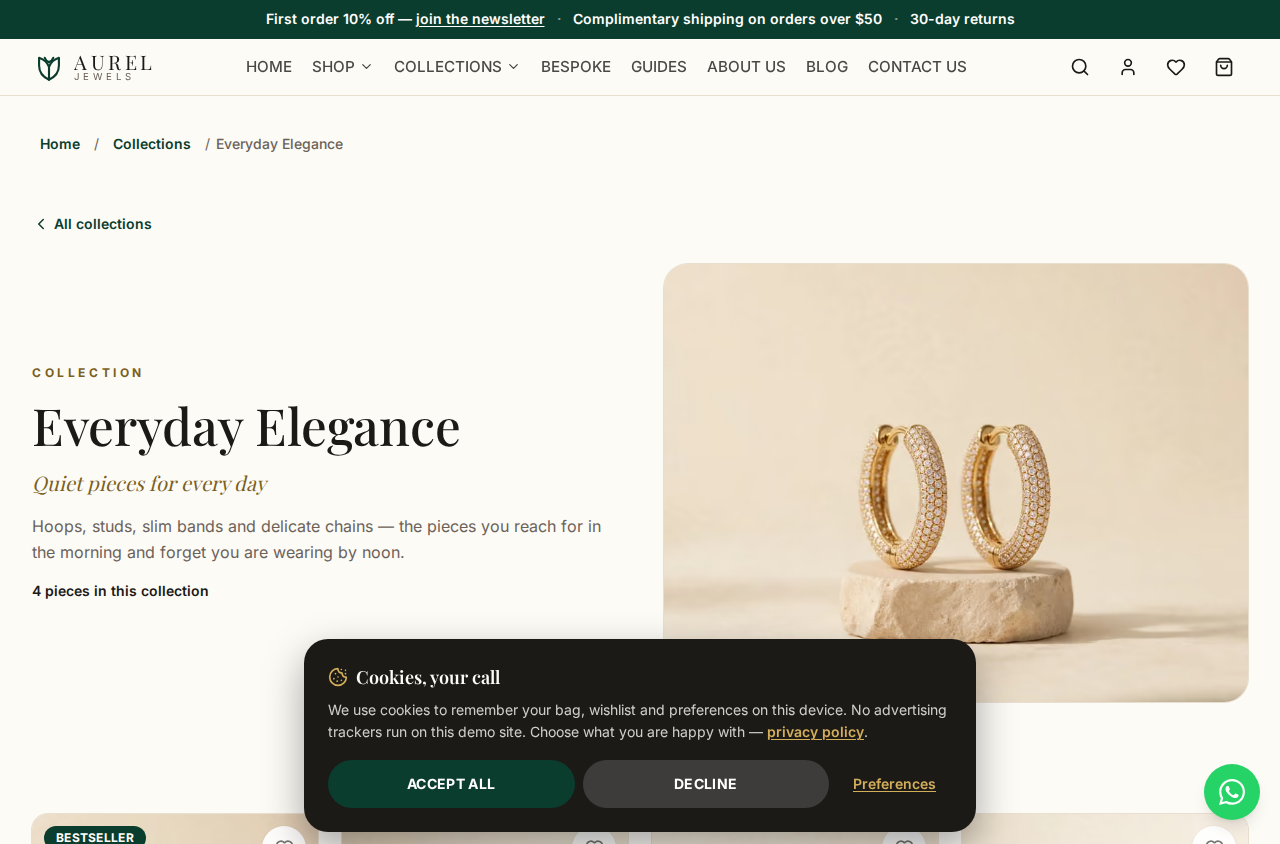 First order 10% off — join the newsletter · Complimentary shipping on orders over $50 · 30-day returns
AUREL
JEWELS
HOME SHOP COLLECTIONS BESPOKE GUIDES ABOUT US BLOG CONTACT US
Home / Collections / Everyday Elegance
All collections
COLLECTION
Everyday Elegance
Quiet pieces for every day
Hoops, studs, slim bands and delicate chains — the pieces you reach for in
the morning and forget you are wearing by noon.
4 pieces in this collection
Cookies, your call
We use cookies to remember your bag, wishlist and preferences on this device. No advertising
trackers run on this demo site. Choose what you are happy with — privacy policy.
ACCEPT ALL DECLINE Preferences
BESTSELLER